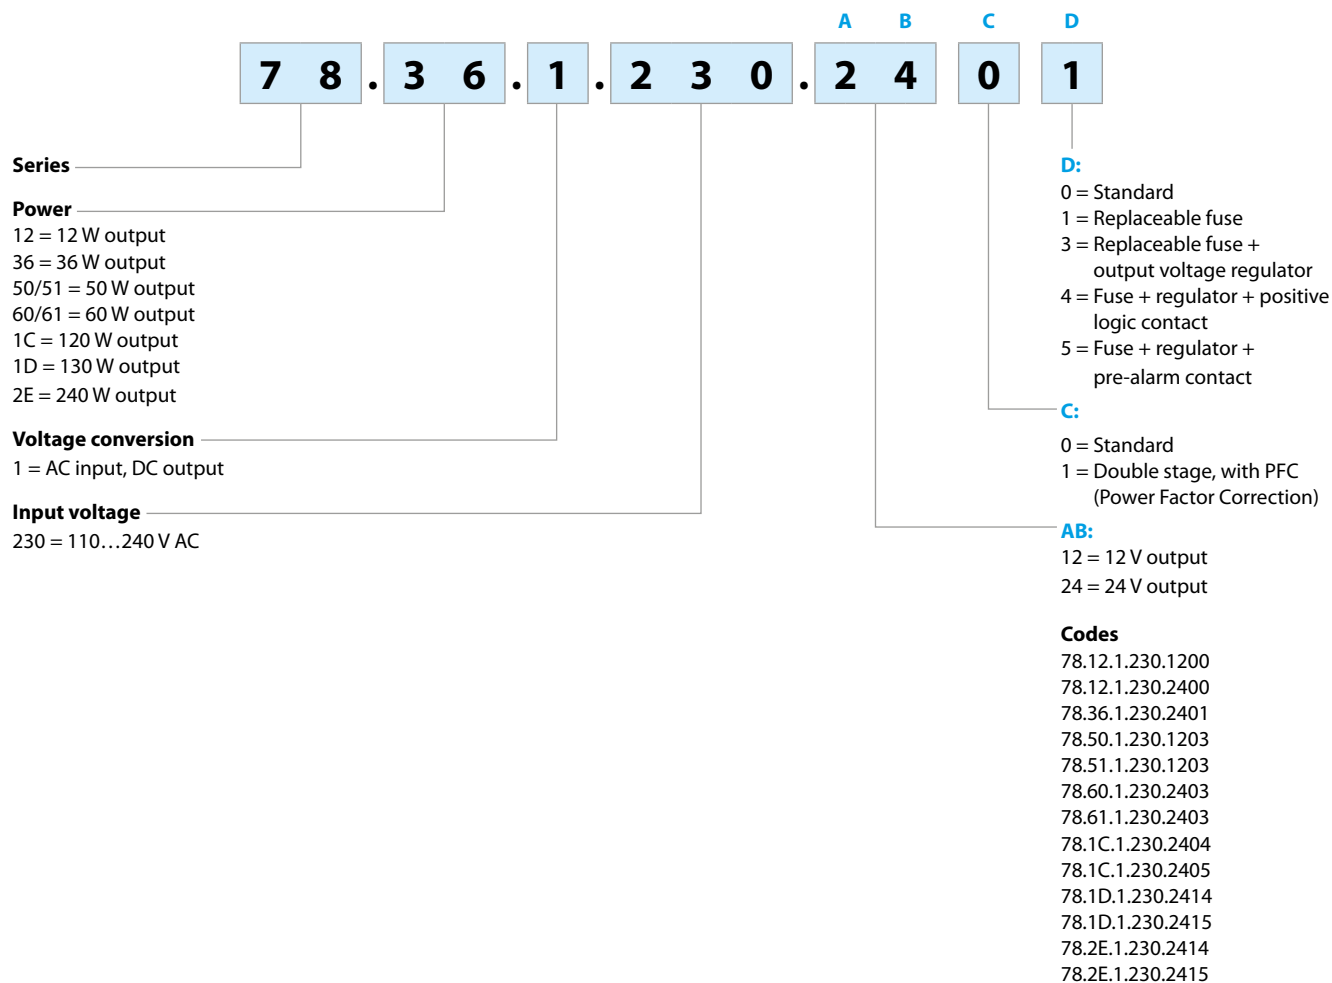 A B C D
7 8 . 3 6 . 1 . 2 3 0 . 2 4 0 1
Series
Power
12 = 12 W output
36 = 36 W output
50/51 = 50 W output
60/61 = 60 W output
1C = 120 W output
1D = 130 W output
2E = 240 W output
Voltage conversion
1 = AC input, DC output
Input voltage
230 = 110…240 V AC
D:
0 = Standard
1 = Replaceable fuse
3 = Replaceable fuse +
output voltage regulator
4 = Fuse + regulator + positive
logic contact
5 = Fuse + regulator +
pre-alarm contact
C:
0 = Standard
1 = Double stage, with PFC
(Power Factor Correction)
AB:
12 = 12 V output
24 = 24 V output
Codes
78.12.1.230.1200
78.12.1.230.2400
78.36.1.230.2401
78.50.1.230.1203
78.51.1.230.1203
78.60.1.230.2403
78.61.1.230.2403
78.1C.1.230.2404
78.1C.1.230.2405
78.1D.1.230.2414
78.1D.1.230.2415
78.2E.1.230.2414
78.2E.1.230.2415